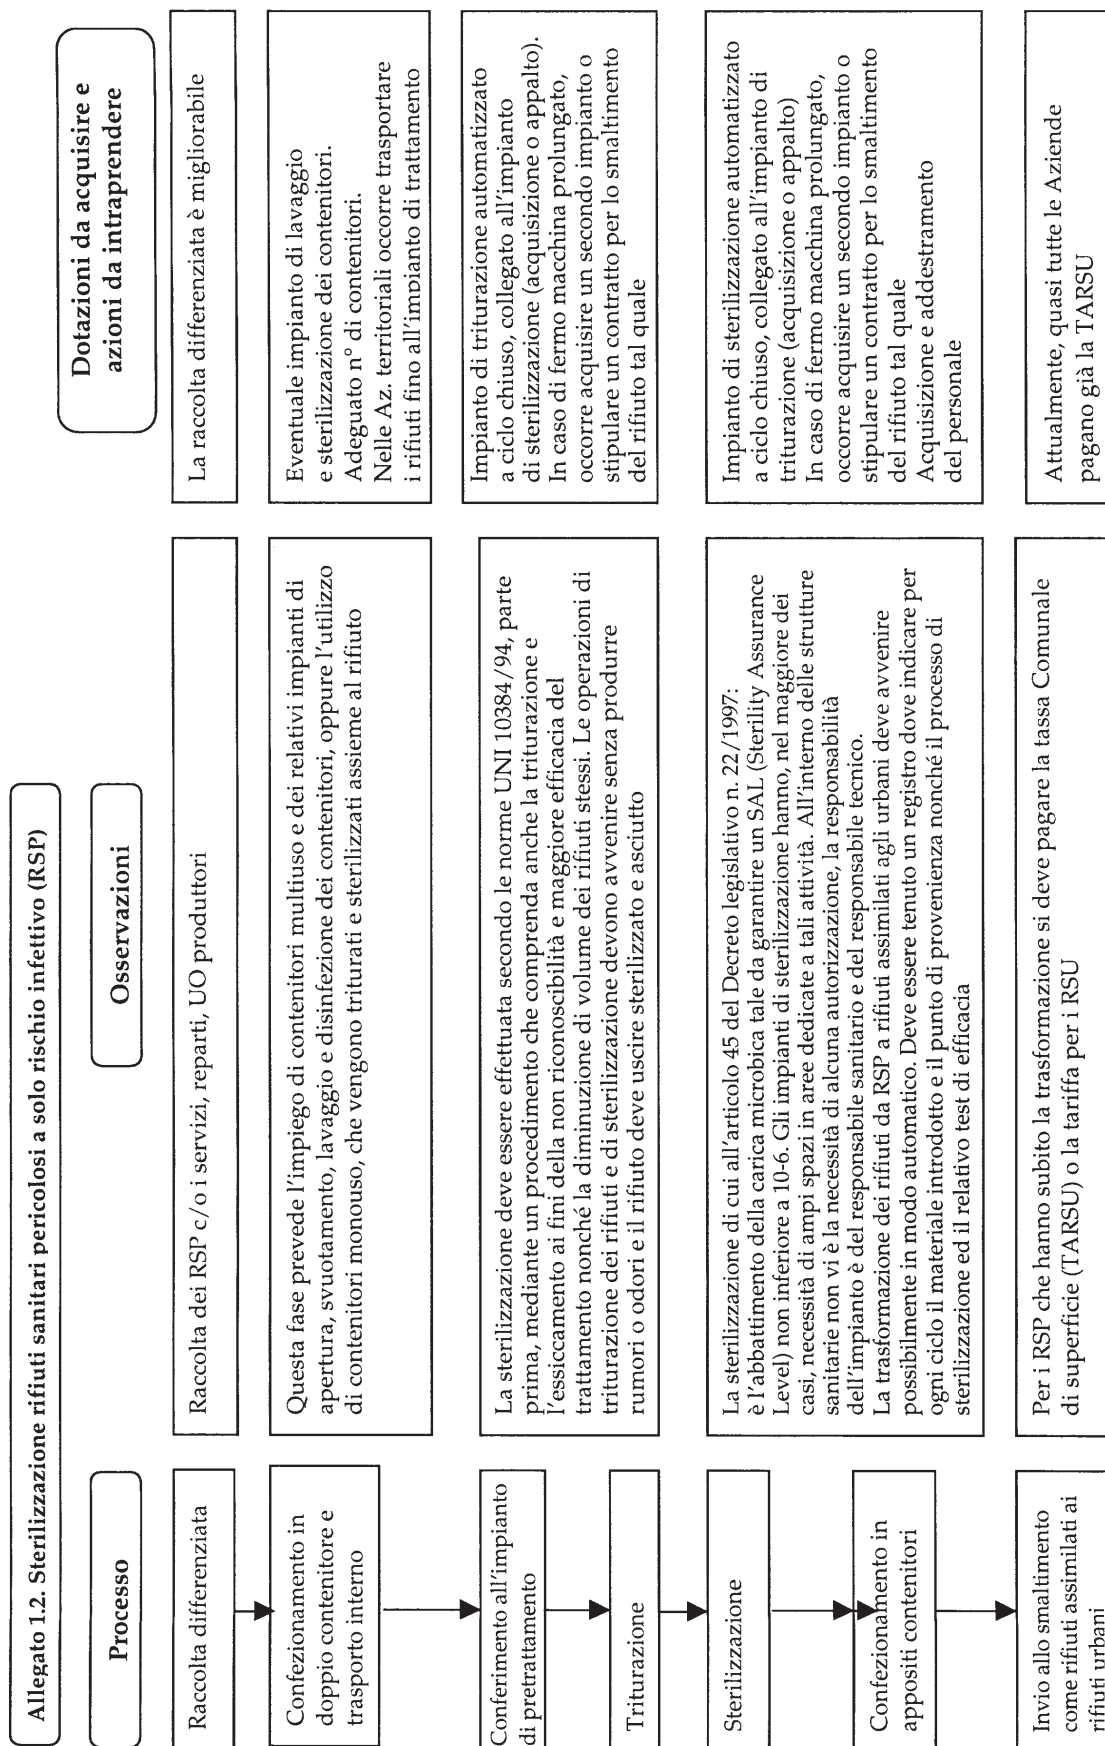 Allegato 1.2. Sterilizzazione rifiuti sanitari pericolosi a solo rischio infettivo (RSP)
Processo
Osservazioni
Dotazioni da acquisire e
azioni da intraprendere
Raccolta differenziata
Raccolta dei RSP c/o i servizi, reparti, UO produttori
La raccolta differenziata è migliorabile
Confezionamento in
doppio contenitore e
trasporto interno
Questa fase prevede l'impiego di contenitori multiuso e dei relativi impianti di
apertura, svuotamento, lavaggio e disinfezione dei contenitori, oppure l'utilizzo
di contenitori monouso, che vengono triturati e sterilizzati assieme al rifiuto
Eventuale impianto di lavaggio
e sterilizzazione dei contenitori.
Adeguato n° di contenitori.
Nelle Az. territoriali occorre trasportare
i rifiuti fino all'impianto di trattamento
Conferimento all'impianto
di pretrattamento
Triturazione
La sterilizzazione deve essere effettuata secondo le norme UNI 10384/94, parte
prima, mediante un procedimento che comprenda anche la triturazione e
l'essiccamento ai fini della non riconoscibilità e maggiore efficacia del
trattamento nonché la diminuzione di volume dei rifiuti stessi. Le operazioni di
triturazione dei rifiuti e di sterilizzazione devono avvenire senza produrre
rumori o odori e il rifiuto deve uscire sterilizzato e asciutto
Impianto di triturazione automatizzato
a ciclo chiuso, collegato all'impianto
di sterilizzazione (acquisizione o appalto).
In caso di fermo macchina prolungato,
occorre acquisire un secondo impianto o
stipulare un contratto per lo smaltimento
del rifiuto tal quale
Sterilizzazione
Confezionamento in
appositi contenitori
La sterilizzazione di cui all'articolo 45 del Decreto legislativo n. 22/1997:
è l'abbattimento della carica microbica tale da garantire un SAL (Sterility Assurance
Level) non inferiore a 10-6. Gli impianti di sterilizzazione hanno, nel maggiore dei
casi, necessità di ampi spazi in aree dedicate a tali attività. All'interno delle strutture
sanitarie non vi è la necessità di alcuna autorizzazione, la responsabilità
dell'impianto è del responsabile sanitario e del responsabile tecnico.
La trasformazione dei rifiuti da RSP a rifiuti assimilati agli urbani deve avvenire
possibilmente in modo automatico. Deve essere tenuto un registro dove indicare per
ogni ciclo il materiale introdotto e il punto di provenienza nonché il processo di
sterilizzazione ed il relativo test di efficacia
Impianto di sterilizzazione automatizzato
a ciclo chiuso, collegato all'impianto di
triturazione (acquisizione o appalto)
In caso di fermo macchina prolungato,
occorre acquisire un secondo impianto o
stipulare un contratto per lo smaltimento
del rifiuto tal quale
Acquisizione e addestramento
del personale
Invio allo smaltimento
come rifiuti assimilati ai
rifiuti urbani
Per i RSP che hanno subito la trasformazione si deve pagare la tassa Comunale
di superficie (TARSU) o la tariffa per i RSU
Attualmente, quasi tutte le Aziende
pagano già la TARSU